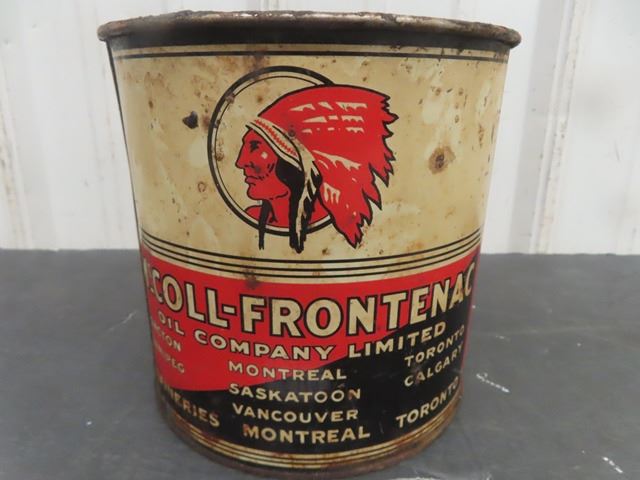 COLL-FRONTENAC
OIL COMPANY LIMITED
MONTREAL TORONTO
SASKATOON CALGARY
VANCOUVER
MONTREAL TORONTO